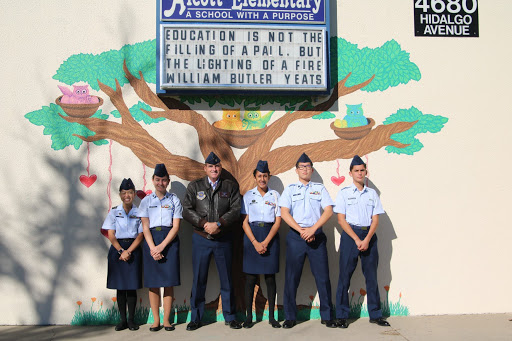 Alcott Elementary
A SCHOOL WITH A PURPOSE
EDUCATION IS NOT THE
FILLING OF A PAIL, BUT
THE LIGHTING OF A FIRE
WILLIAM BUTLER YEATS
4680
HIDALGO
AVENUE